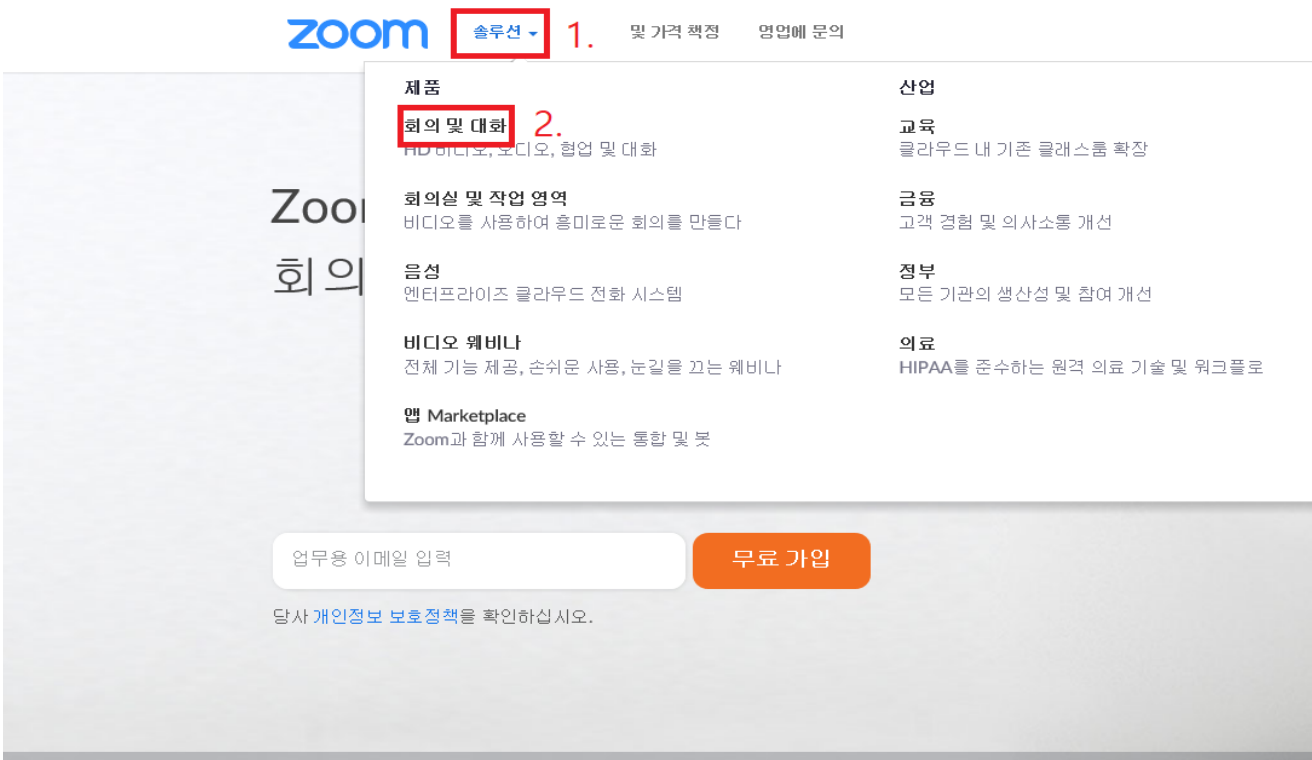 zoom 솔루션 1. 및 가격 책정 영업에 문의
제품
회의 및 대화 2.
HD 비디오, 오디오, 협업 및 대화
회의실 및 작업 영역
비디오를 사용하여 흥미로운 회의를 만들다
음성
엔터프라이즈 클라우드 전화 시스템
비디오 웨비나
전체 기능 제공, 손쉬운 사용, 눈길을 끄는 웨비나
앱 Marketplace
Zoom과 함께 사용할 수 있는 통합 및 봇
산업
교육
클라우드 내 기존 클래스룸 확장
금융
고객 경험 및 의사소통 개선
정부
모든 기관의 생산성 및 참여 개선
의료
HIPAA를 준수하는 원격 의료 기술 및 워크플로
회의
업무용 이메일 입력
무료 가입
당사 개인정보 보호정책을 확인하십시오.